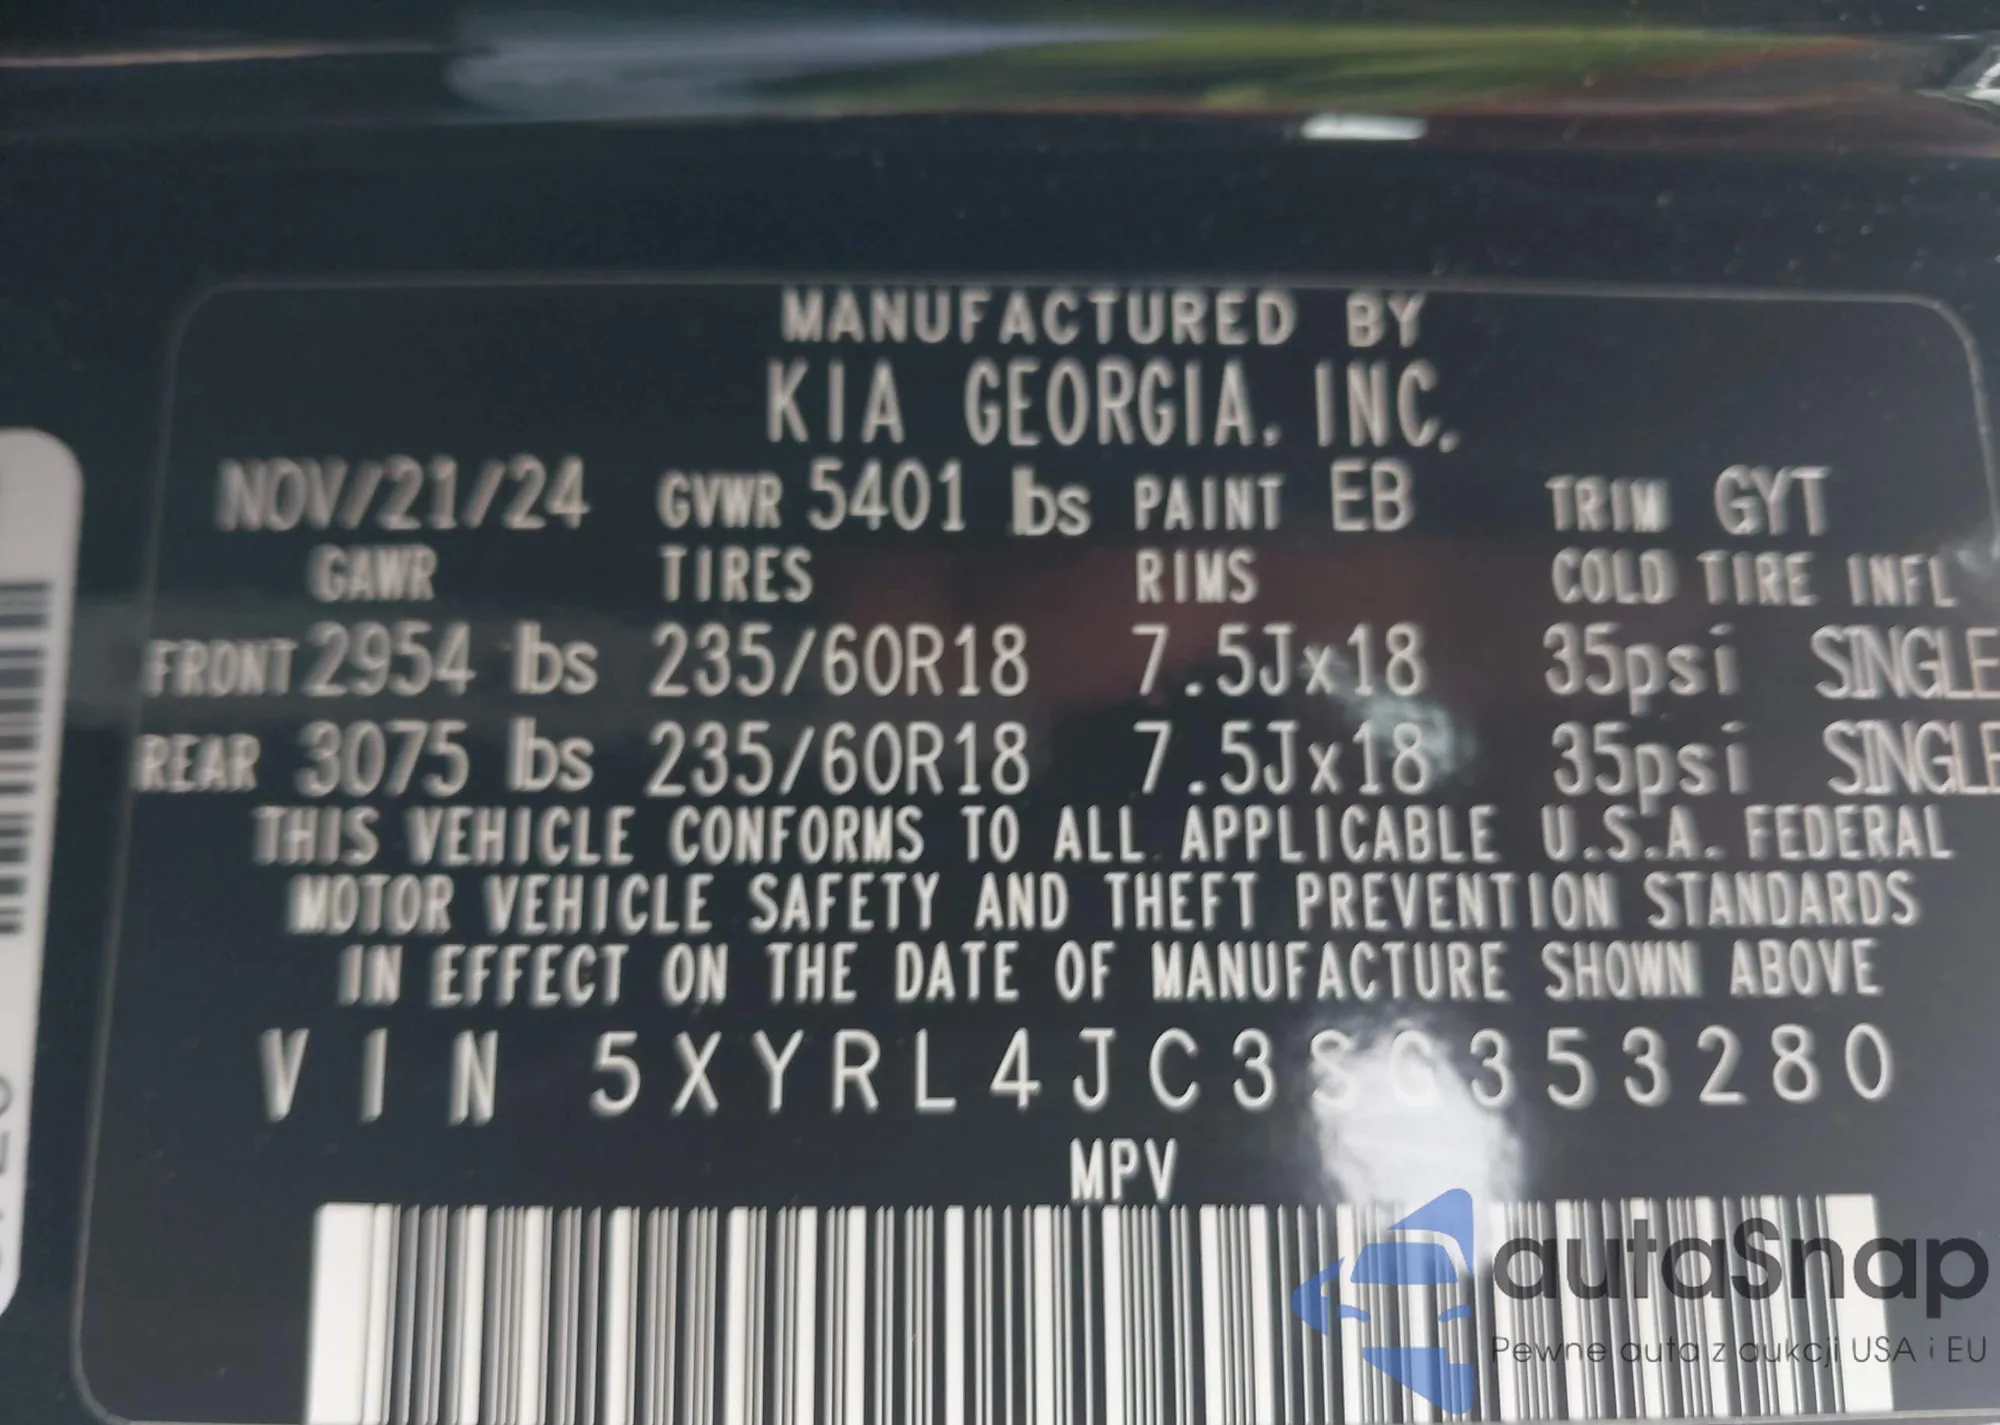 MANUFACTURED BY
KIA GEORGIA, INC.
NOV/21/24 GVWR 5401 lbs PAINT EB TRIM GYT
GAWR TIRES RIMS COLD TIRE INFL
FRONT 2954 lbs 235/60R18 7.5Jx18 35psi SINGLE
REAR 3075 lbs 235/60R18 7.5Jx18 35psi SINGLE
THIS VEHICLE CONFORMS TO ALL APPLICABLE U.S.A. FEDERAL
MOTOR VEHICLE SAFETY AND THEFT PREVENTION STANDARDS
IN EFFECT ON THE DATE OF MANUFACTURE SHOWN ABOVE
VIN 5XYRL4JC3SG353280
MPV
autaSnap
Pewne auta z aukcji USA i EU